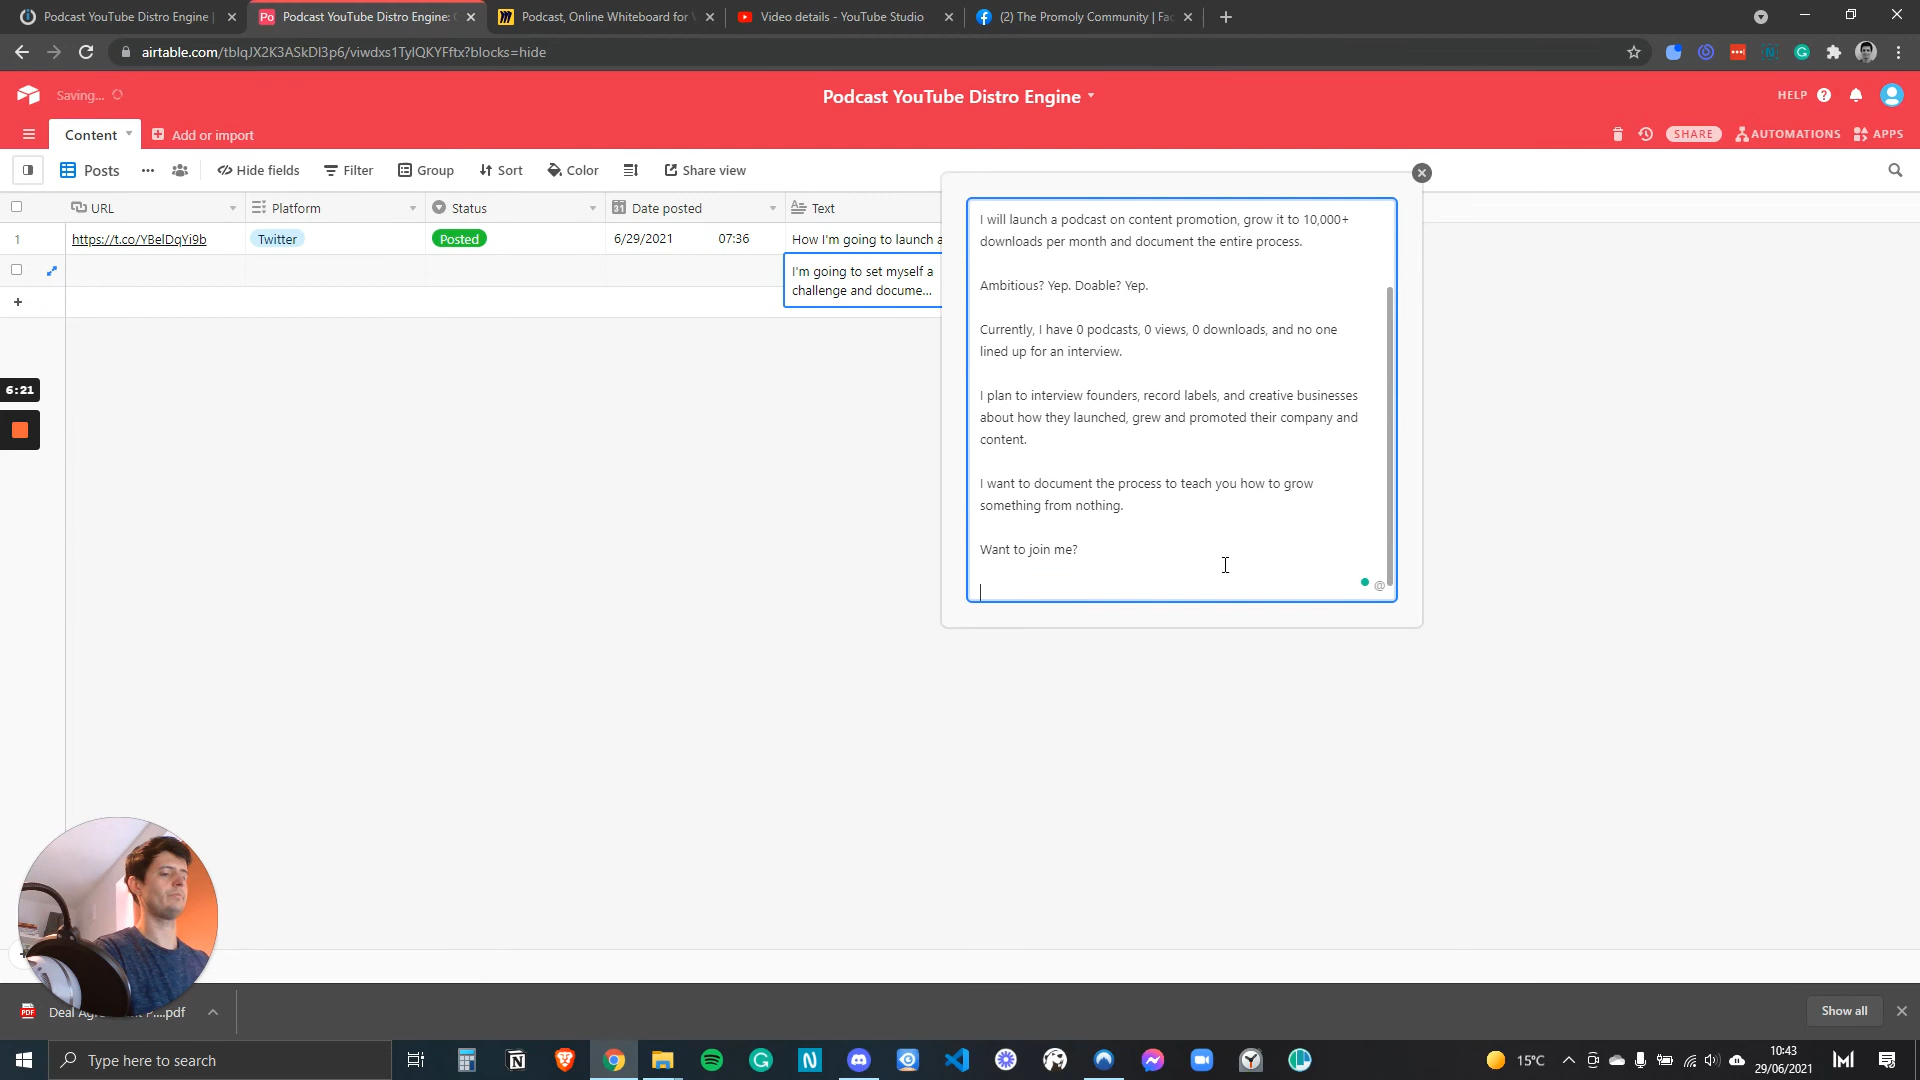 Podcast YouTube Distro Engine |
Podcast YouTube Distro Engine:
Podcast, Online Whiteboard for
Video details - YouTube Studio
(2) The Promoly Community | Fac
airtable.com/tblqJX2K3ASkDI3p6/viwdxs1TylQKYFftx?blocks=hide
Saving...
Podcast YouTube Distro Engine
HELP
Content
Add or import
SHARE
AUTOMATIONS
APPS
Posts
Hide fields
Filter
Group
Sort
Color
Share view
URL
Platform
Status
Date posted
Text
1
https://t.co/YBelDqYi9b
Twitter
Posted
6/29/2021
07:36
How I'm going to launch a
I'm going to set myself a
challenge and docume...
I will launch a podcast on content promotion, grow it to 10,000+
downloads per month and document the entire process.
Ambitious? Yep. Doable? Yep.
Currently, I have 0 podcasts, 0 views, 0 downloads, and no one
lined up for an interview.
I plan to interview founders, record labels, and creative businesses
about how they launched, grew and promoted their company and
content.
I want to document the process to teach you how to grow
something from nothing.
Want to join me?
6:21
Show all
Type here to search
15°C
10:43
29/06/2021